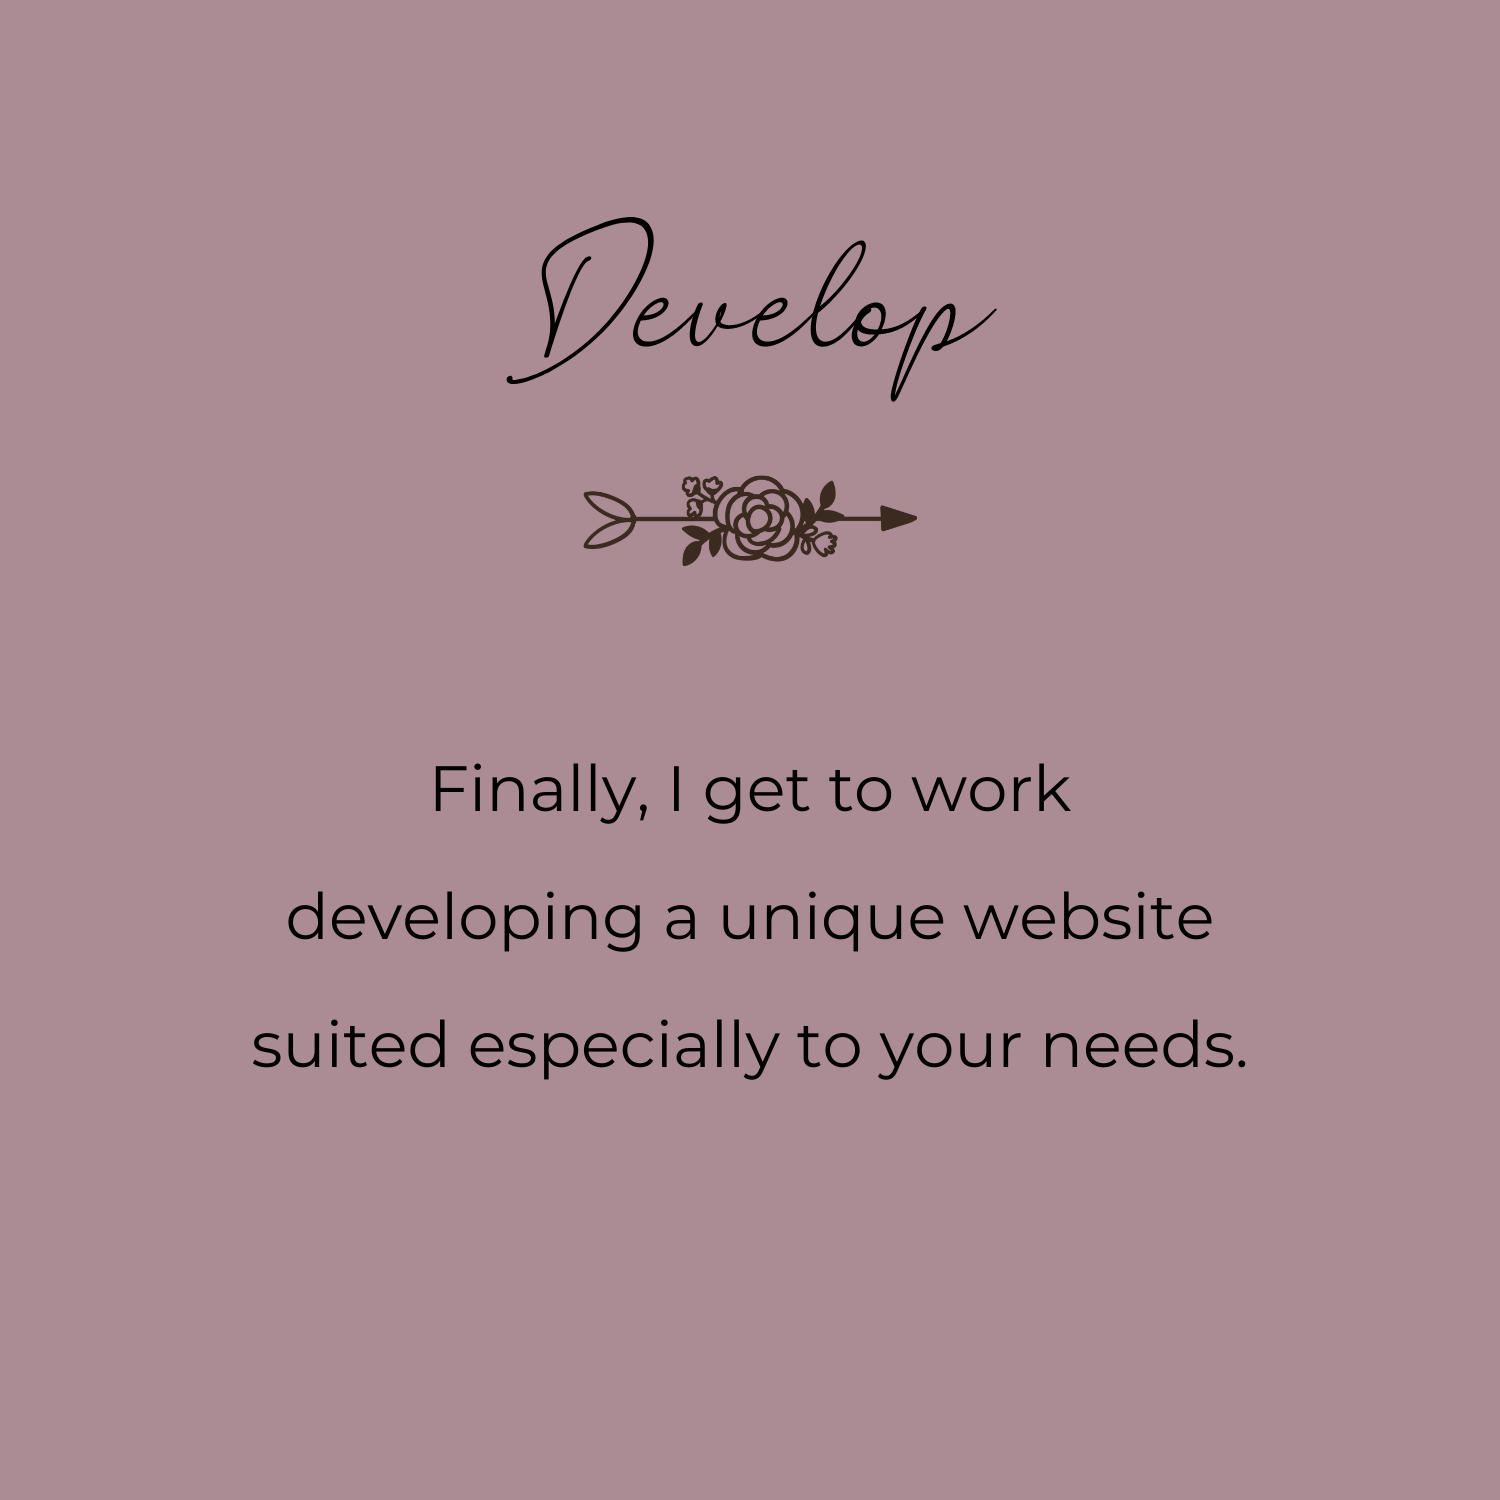 Develop
Finally, I get to work
developing a unique website
suited especially to your needs.